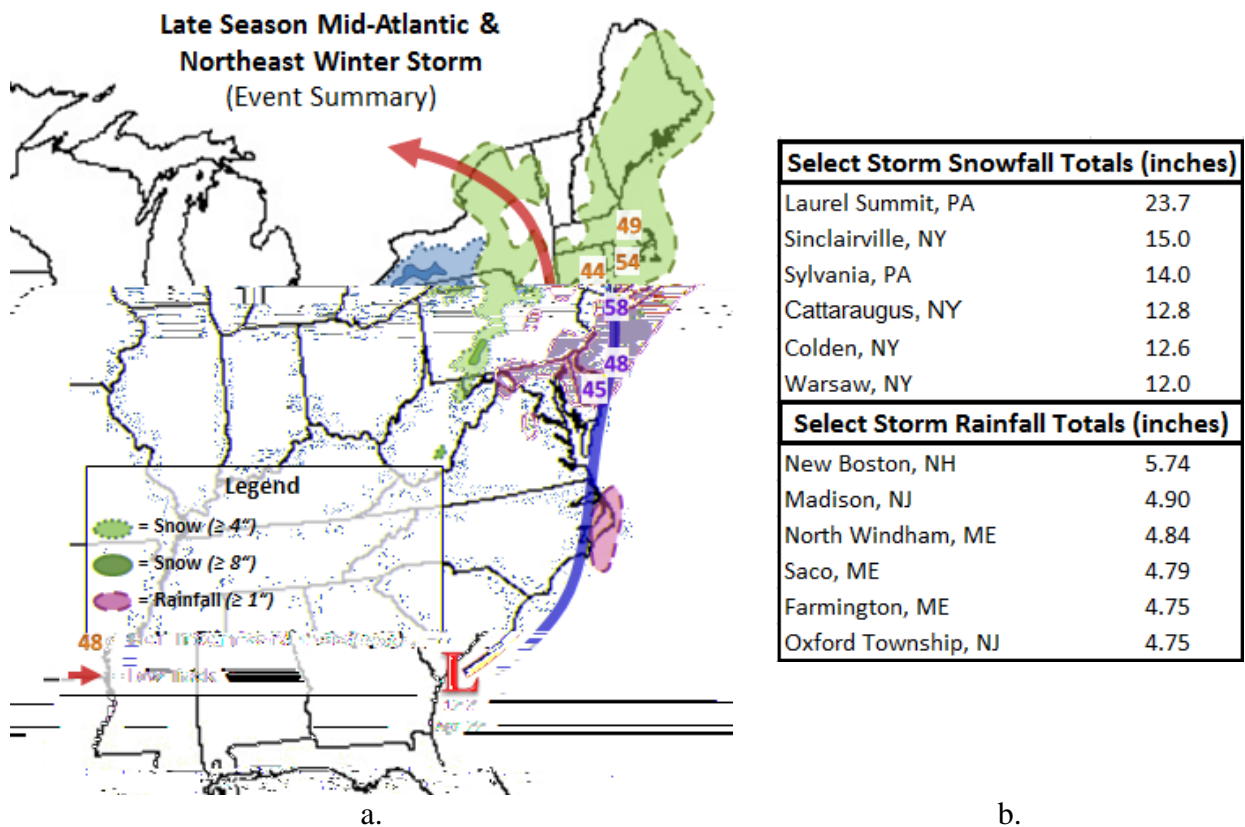 Late Season Mid-Atlantic &
Northeast Winter Storm
(Event Summary)
49
54
44
58
48
45
Legend
= Snow (≥ 4“)
= Snow (≥ 8“)
= Rainfall (≥ 1“)
48
L
a.
Select Storm Snowfall Totals (inches)
Laurel Summit, PA 23.7
Sinclairville, NY 15.0
Sylvania, PA 14.0
Cattaraugus, NY 12.8
Colden, NY 12.6
Warsaw, NY 12.0
Select Storm Rainfall Totals (inches)
New Boston, NH 5.74
Madison, NJ 4.90
North Windham, ME 4.84
Saco, ME 4.79
Farmington, ME 4.75
Oxford Township, NJ 4.75
b.